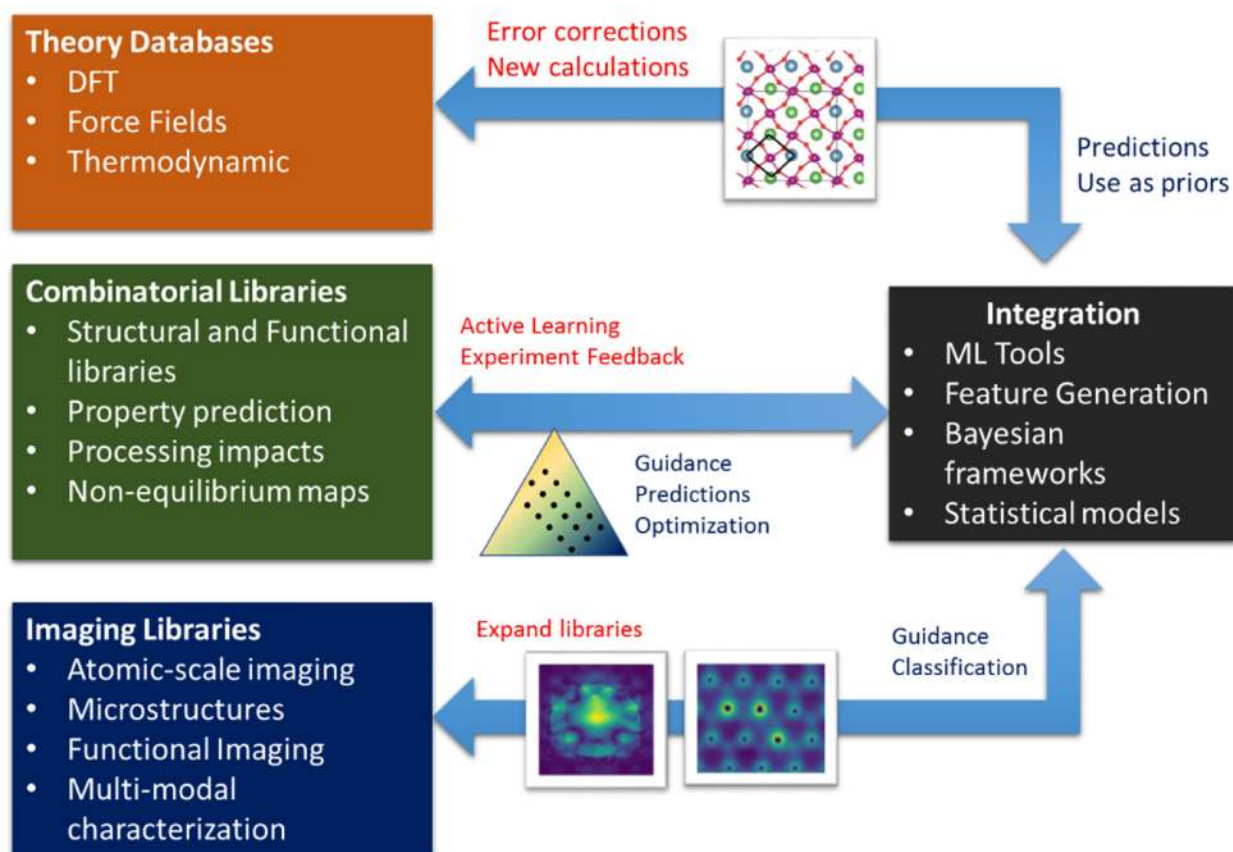 Theory Databases
• DFT
• Force Fields
• Thermodynamic
Error corrections
New calculations
Predictions
Use as priors
Combinatorial Libraries
• Structural and Functional
libraries
• Property prediction
• Processing impacts
• Non-equilibrium maps
Active Learning
Experiment Feedback
Guidance
Predictions
Optimization
Integration
• ML Tools
• Feature Generation
• Bayesian
frameworks
• Statistical models
Imaging Libraries
• Atomic-scale imaging
• Microstructures
• Functional Imaging
• Multi-modal
characterization
Expand libraries
Guidance
Classification